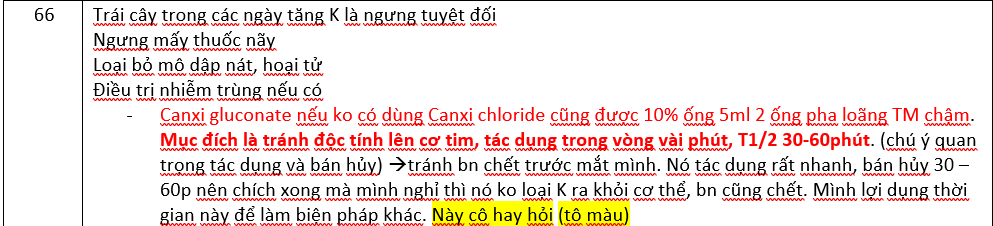 66
Trái cây trong các ngày tăng K là ngưng tuyệt đối
Ngưng mấy thuốc nãy
Loại bỏ mô dập nát, hoại tử
Điều trị nhiễm trùng nếu có
- Canxi gluconate nếu ko có dùng Canxi chloride cũng được 10% ống 5ml 2 ống pha loãng TM chậm.
Mục đích là tránh độc tính lên cơ tim, tác dụng trong vòng vài phút, T1/2 30-60phút. (chú ý quan
trọng tác dụng và bán hủy) →tránh bn chết trước mắt mình. Nó tác dụng rất nhanh, bán hủy 30 –
60p nên chích xong mà mình nghỉ thì nó ko loại K ra khỏi cơ thể, bn cũng chết. Mình lợi dụng thời
gian này để làm biện pháp khác. Này cô hay hỏi (tô màu)